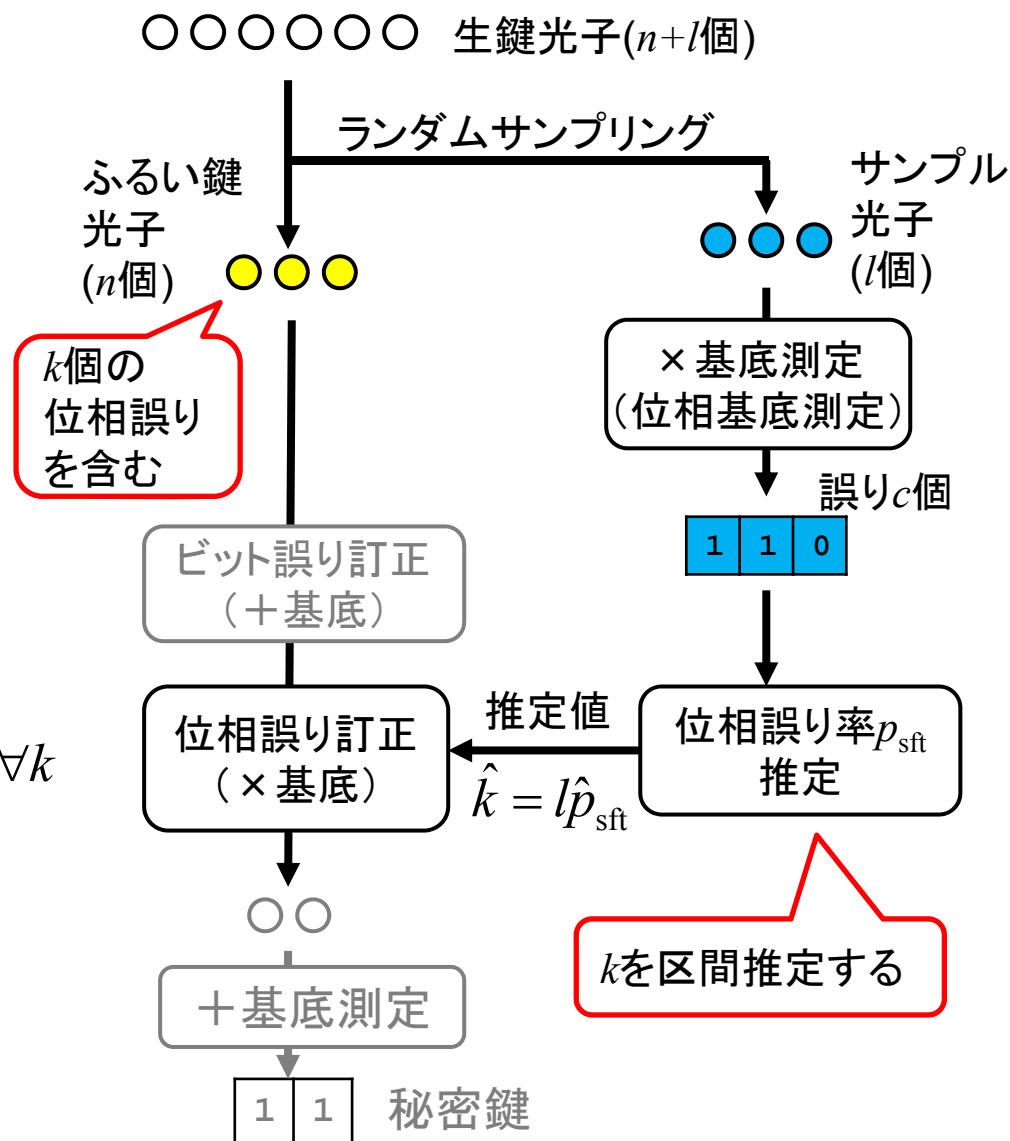 生鍵光子(n+l個)
ランダムサンプリング
ふるい鍵
光子
(n個)
サンプル
光子
(l個)
k個の
位相誤り
を含む
×基底測定
(位相基底測定)
誤りc個
1 1 0
ビット誤り訂正
(+基底)
∀k
位相誤り訂正
(×基底)
推定値
k̂ = lp̂sft
位相誤り率psft
推定
kを区間推定する
+基底測定
1 1
秘密鍵